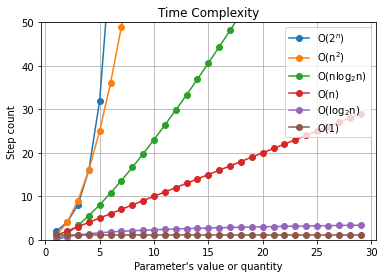 Time Complexity
50
40
30
20
10
0
0 5 10 15 20 25 30
Step count
Parameter's value or quantity
O(2ⁿ)
O(n²)
O(nlog₂n)
O(n)
O(log₂n)
O(1)